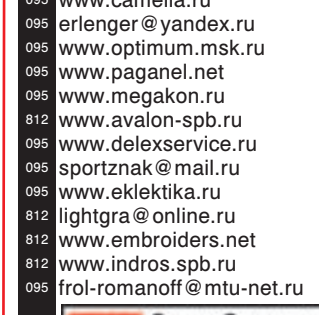 095 www.camelia.ru
095 erlenger@yandex.ru
095 www.optimum.msk.ru
095 www.paganel.net
095 www.megakon.ru
812 www.avalon-spb.ru
095 www.delexservice.ru
095 sportznak@mail.ru
095 www.eklektika.ru
812 lightgra@online.ru
812 www.embroiders.net
812 www.indros.spb.ru
095 frol-romanoff@mtu-net.ru